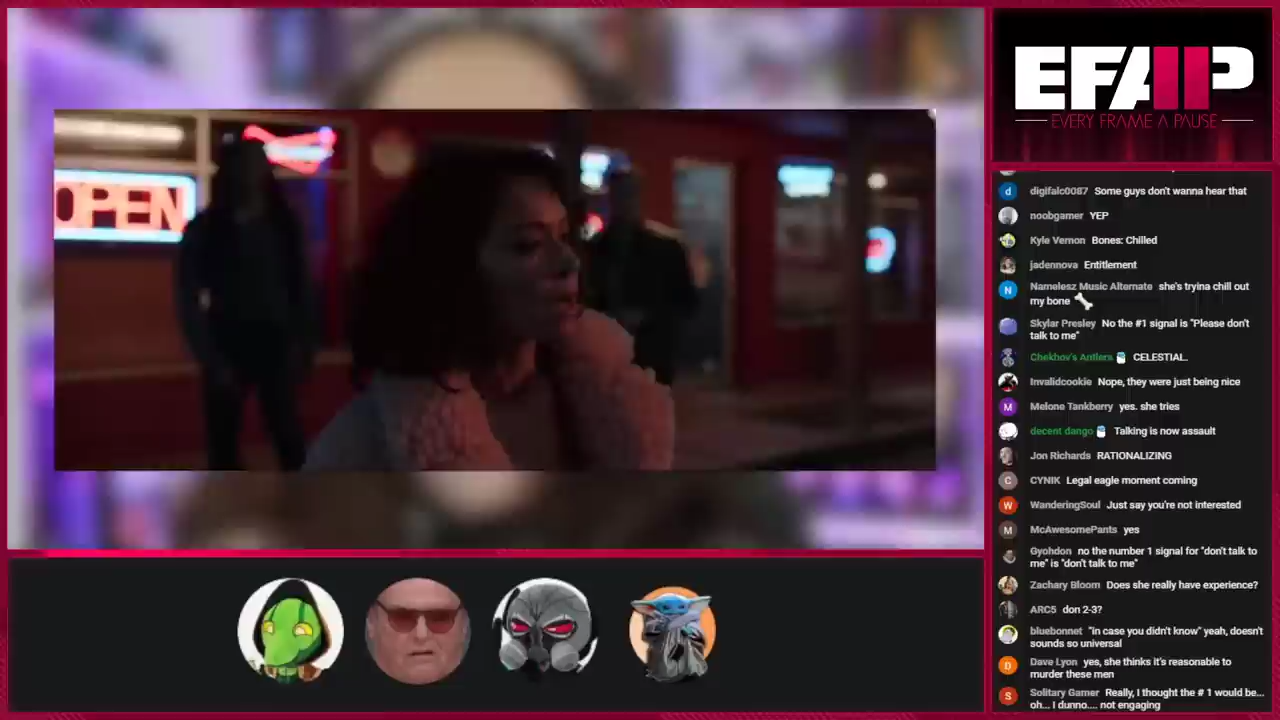 OPEN
EFAP
EVERY FRAME A PAUSE
digifalc0087 Some guys don't wanna hear that
noobgamer YEP
Kyle Vernon Bones: Chilled
jadennova Entitlement
Namelesz Music Alternate she's tryina chill out
my bone
Skylar Presley No the #1 signal is "Please don't
talk to me"
Chekhov's Antlers CELESTIAL.
Invalidcookie Nope, they were just being nice
Melone Tankberry yes. she tries
decent dango Talking is now assault
Jon Richards RATIONALIZING
CYNIK Legal eagle moment coming
WanderingSoul Just say you're not interested
McAwesomePants yes
Gyohdon no the number 1 signal for "don't talk to
me" is "don't talk to me"
Zachary Bloom Does she really have experience?
ARC5 don 2-3?
bluebonnet "in case you didn't know" yeah, doesn't
sound so universal
Dave Lyon yes, she thinks it's reasonable to
murder these men
Solitary Gamer Really, I thought the # 1 would be...
oh... I dunno.... not engaging